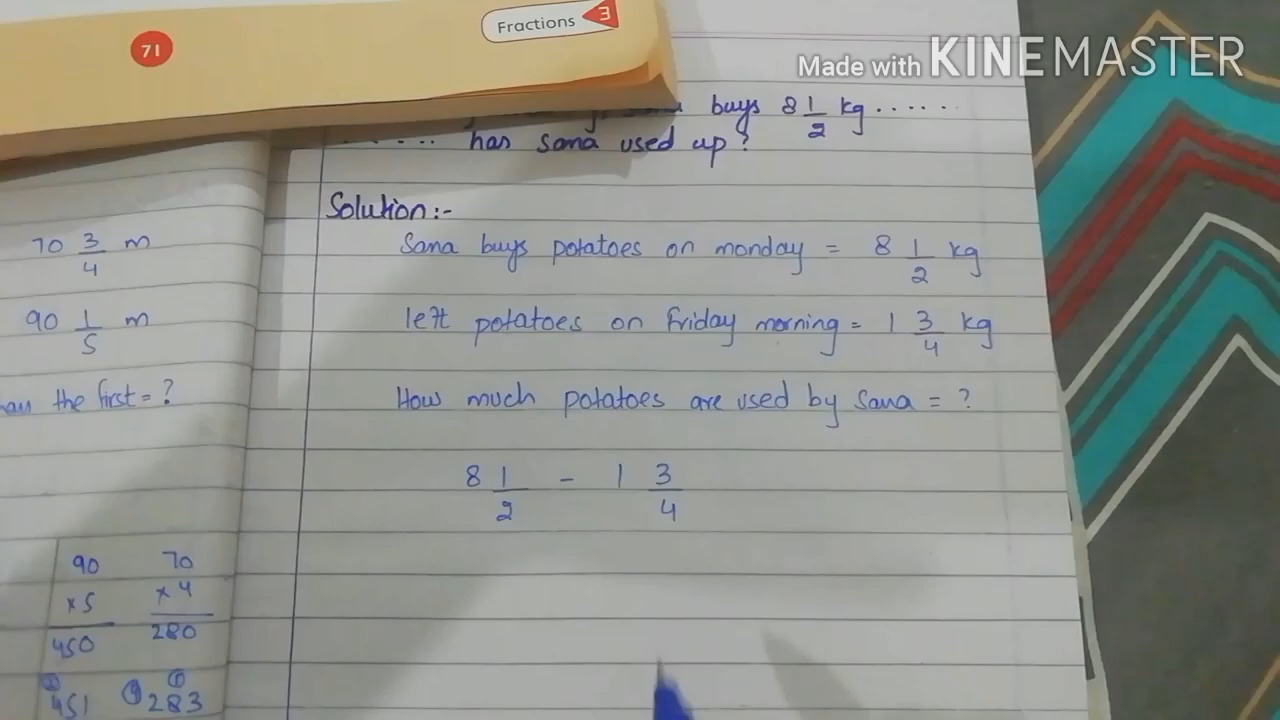 Fractions 3
71
Made with KINEMASTER
buys 8 1/2 kg ......
..... has sana used up?
Solution:-
Sana buys potatoes on monday = 8 1/2 kg
left potatoes on Friday morning = 1 3/4 kg
How much potatoes are used by Sana = ?
8 1/2 - 1 3/4
70 3/4 m
90 1/5 m
the first = ?
90 70
×5 ×4
450 280
451 283